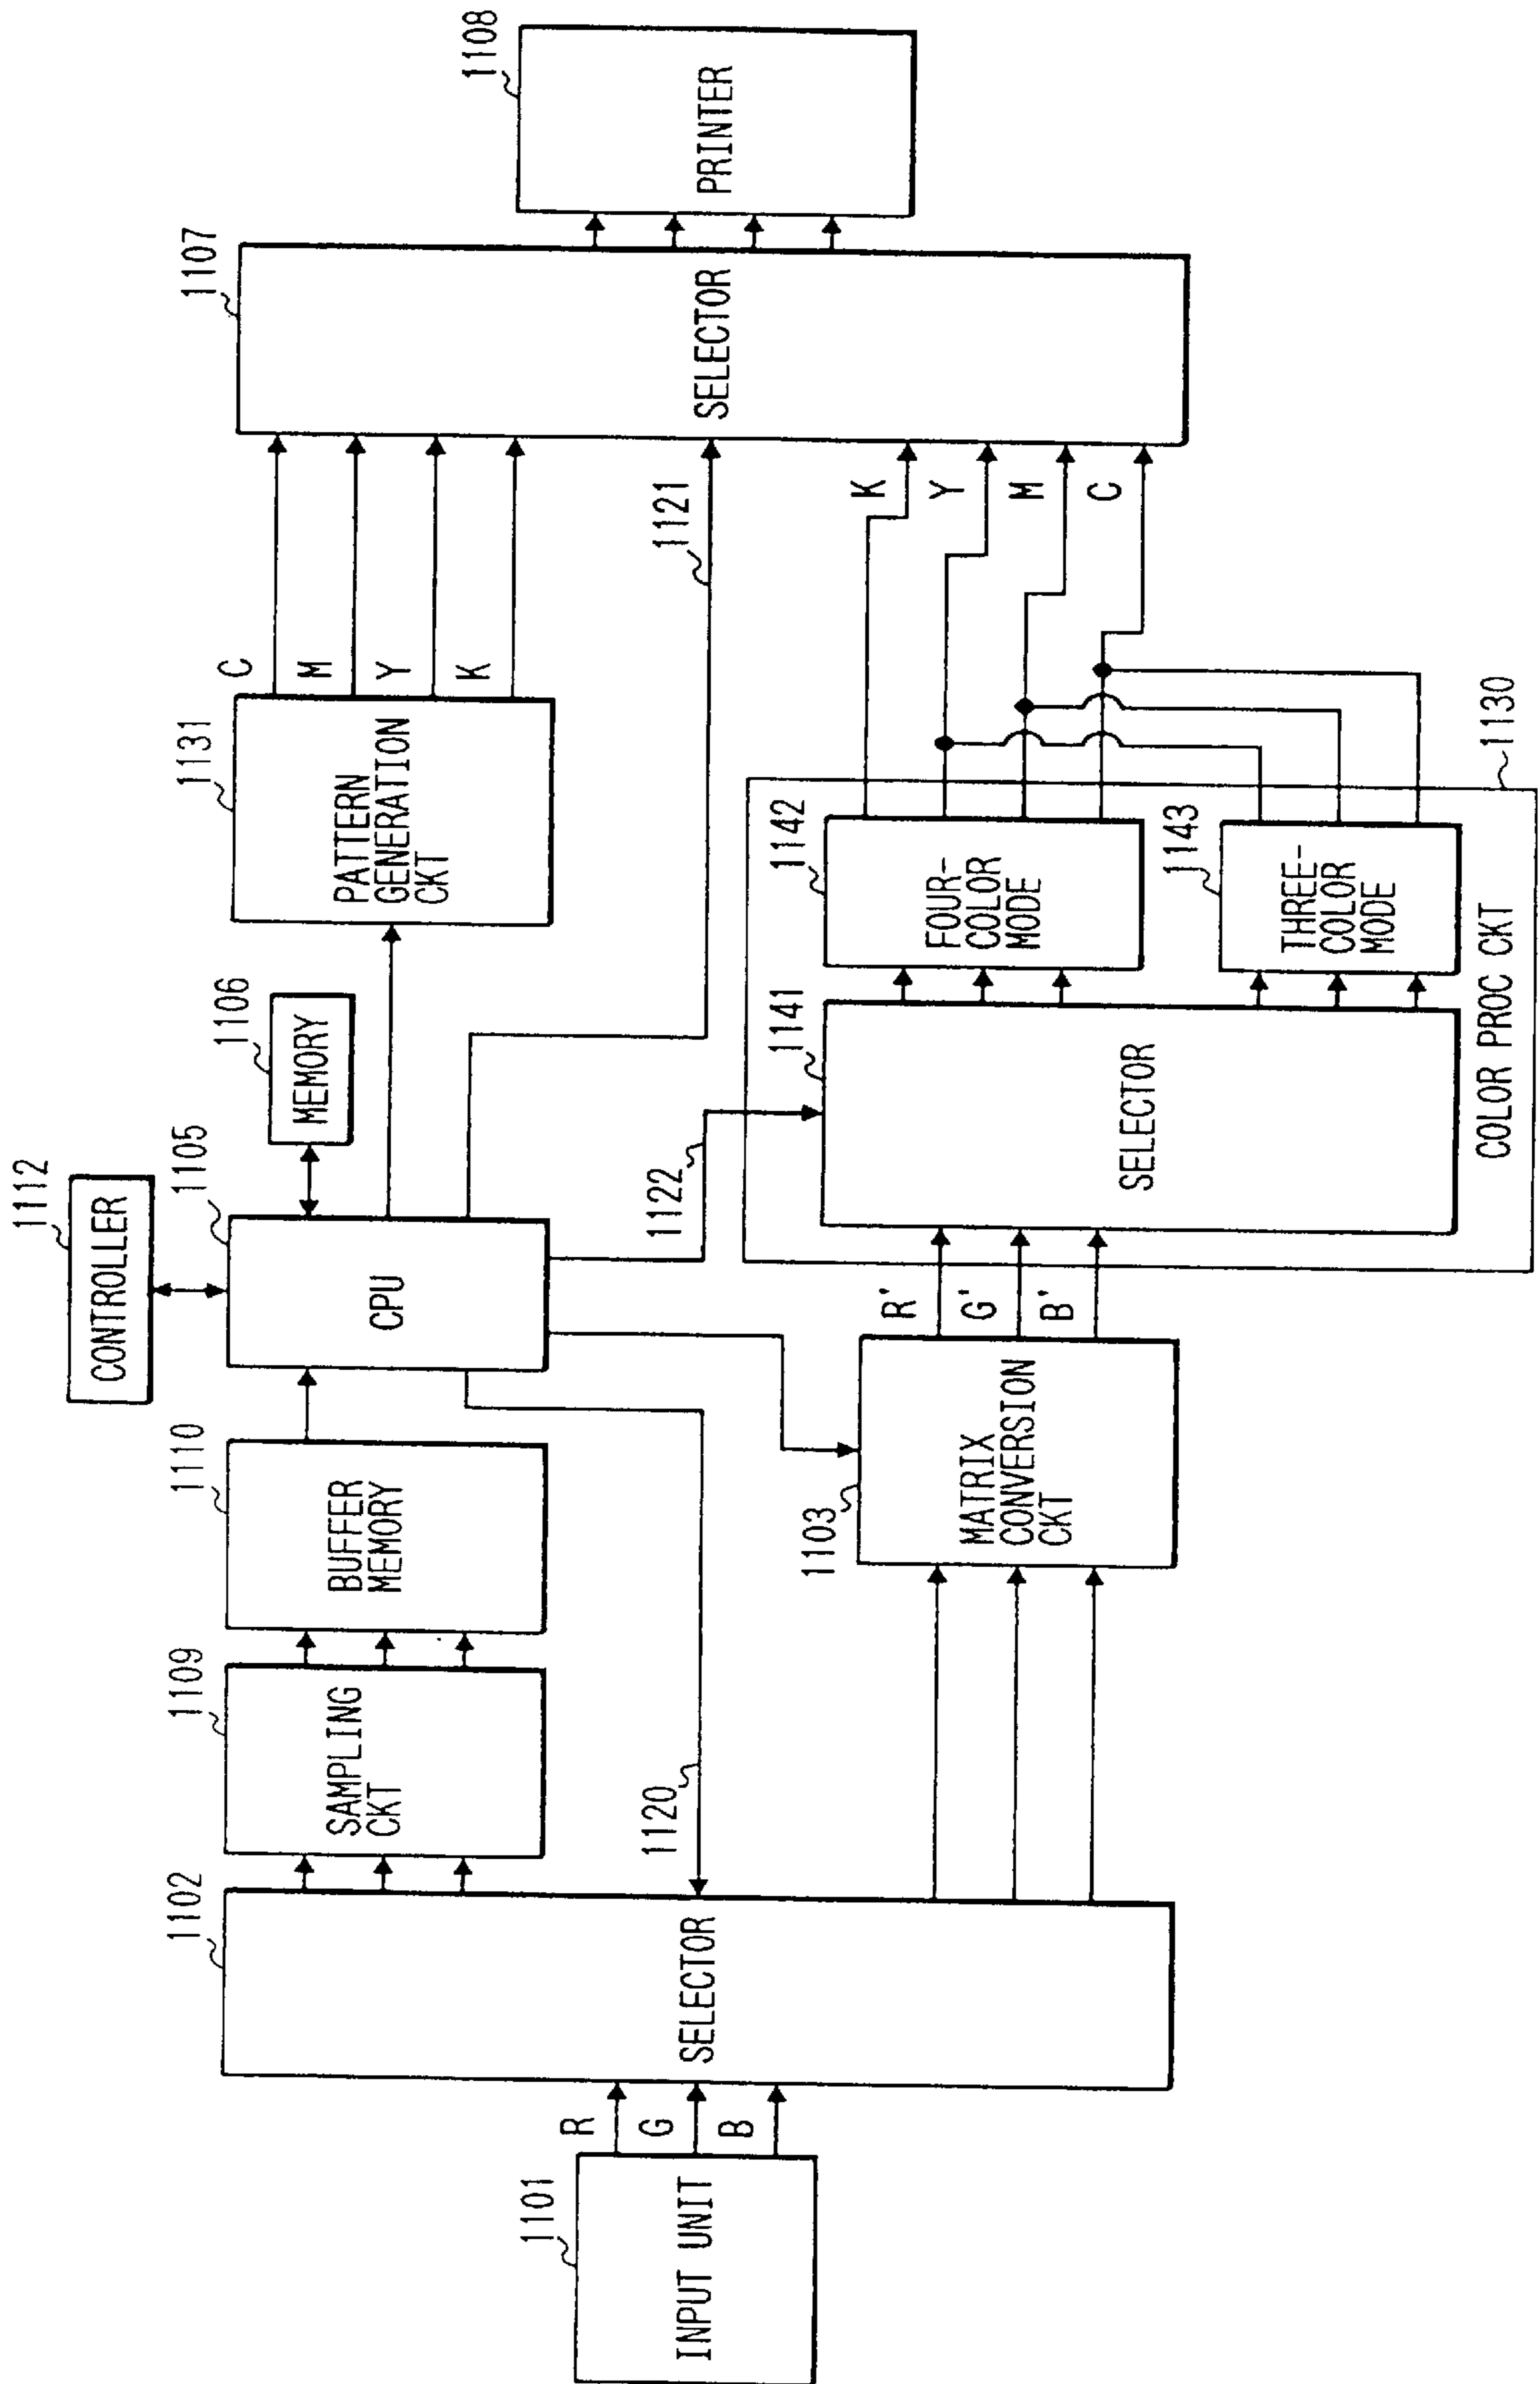 1101
INPUT UNIT
R
G
B
1102
SELECTOR
1109
SAMPLING
CKT
1110
BUFFER
MEMORY
1112
CONTROLLER
1105
CPU
1106
MEMORY
1131
PATTERN
GENERATION
CKT
C
M
Y
K
1107
SELECTOR
1108
PRINTER
1120
1121
1122
1103
MATRIX
CONVERSION
CKT
R'
G'
B'
1141
SELECTOR
1142
FOUR-
COLOR
MODE
1143
THREE-
COLOR
MODE
COLOR PROC CKT
1130
K
Y
M
C